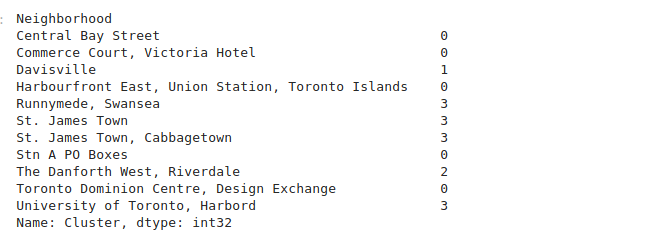 : Neighborhood
Central Bay Street 0
Commerce Court, Victoria Hotel 0
Davisville 1
Harbourfront East, Union Station, Toronto Islands 0
Runnymede, Swansea 3
St. James Town 3
St. James Town, Cabbagetown 3
Stn A PO Boxes 0
The Danforth West, Riverdale 2
Toronto Dominion Centre, Design Exchange 0
University of Toronto, Harbord 3
Name: Cluster, dtype: int32